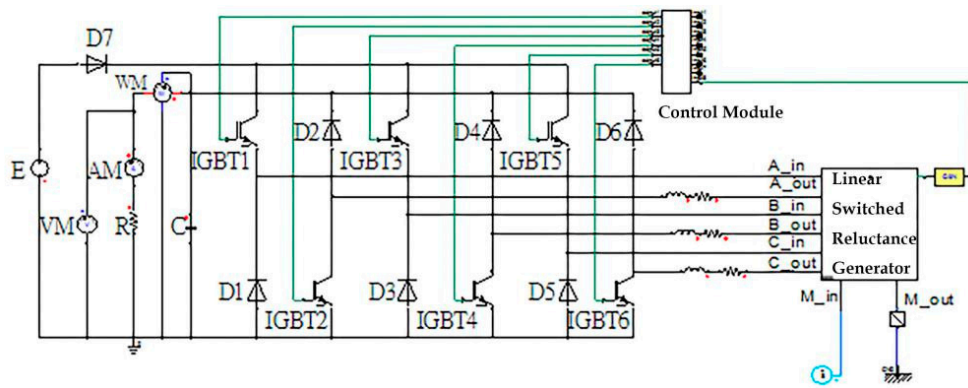 D7
WM
Control Module
IGBT1
D2
IGBT3
D4
IGBT5
D6
E
AM
VM
R
C
A_in
A_out
B_in
B_out
C_in
C_out
Linear
Switched
Reluctance
Generator
GAIN
D1
IGBT2
D3
IGBT4
D5
IGBT6
M_in
M_out